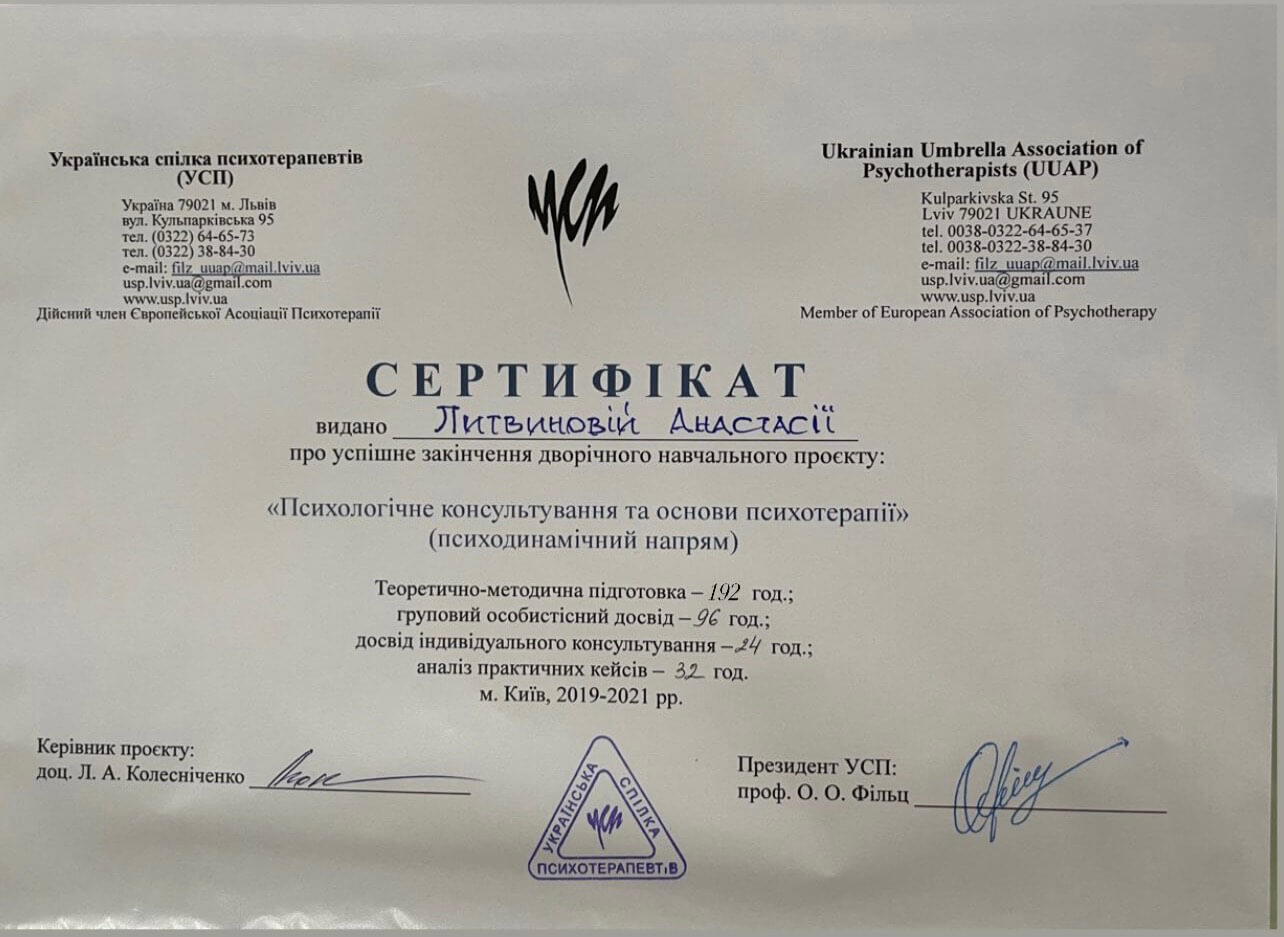 Українська спілка психотерапевтів
(УСП)
Україна 79021 м. Львів
вул. Кульпарківська 95
тел. (0322) 64-65-73
тел. (0322) 38-84-30
e-mail: filz_uuap@mail.lviv.ua
usp.lviv.ua@gmail.com
www.usp.lviv.ua
Дійсний член Європейської Асоціації Психотерапії
усп
Ukrainian Umbrella Association of
Psychotherapists (UUAP)
Kulparkivska St. 95
Lviv 79021 UKRAUNE
tel. 0038-0322-64-65-37
tel. 0038-0322-38-84-30
e-mail: filz_uuap@mail.lviv.ua
usp.lviv.ua@gmail.com
www.usp.lviv.ua
Member of European Association of Psychotherapy
СЕРТИФІКАТ
видано Литвиновій Анастасії
про успішне закінчення дворічного навчального проєкту:
«Психологічне консультування та основи психотерапії»
(психодинамічний напрям)
Теоретично-методична підготовка – 192 год.;
груповий особистісний досвід – 96 год.;
досвід індивідуального консультування – 24 год.;
аналіз практичних кейсів – 32 год.
м. Київ, 2019-2021 рр.
Керівник проєкту:
доц. Л. А. Колесніченко
УКРАЇНСЬКА
СПІЛКА
ПСИХОТЕРАПЕВТІВ
усп
Президент УСП:
проф. О. О. Фільц